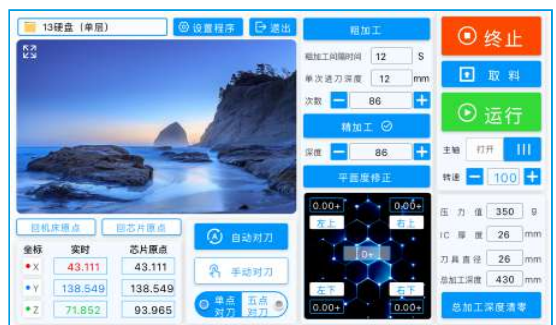 13硬盘（单层）
设置程序
退出
回机床原点
回芯片原点
坐标 实时 芯片原点
X 43.111 43.111
Y 138.549 138.549
Z 71.852 93.965
自动对刀
手动对刀
单点对刀
五点对刀
粗加工
粗加工间隔时间 12 S
单次进刀深度 12 mm
次数 86
精加工
深度 86
平面度修正
0.00+ 0.00+
左上 右上
0+
左下 右下
0.00+ 0.00+
终止
取料
运行
主轴 打开
转速 100
压力值 350 g
IC厚度 26 mm
刀具直径 26 mm
总加工深度 430 mm
总加工深度清零